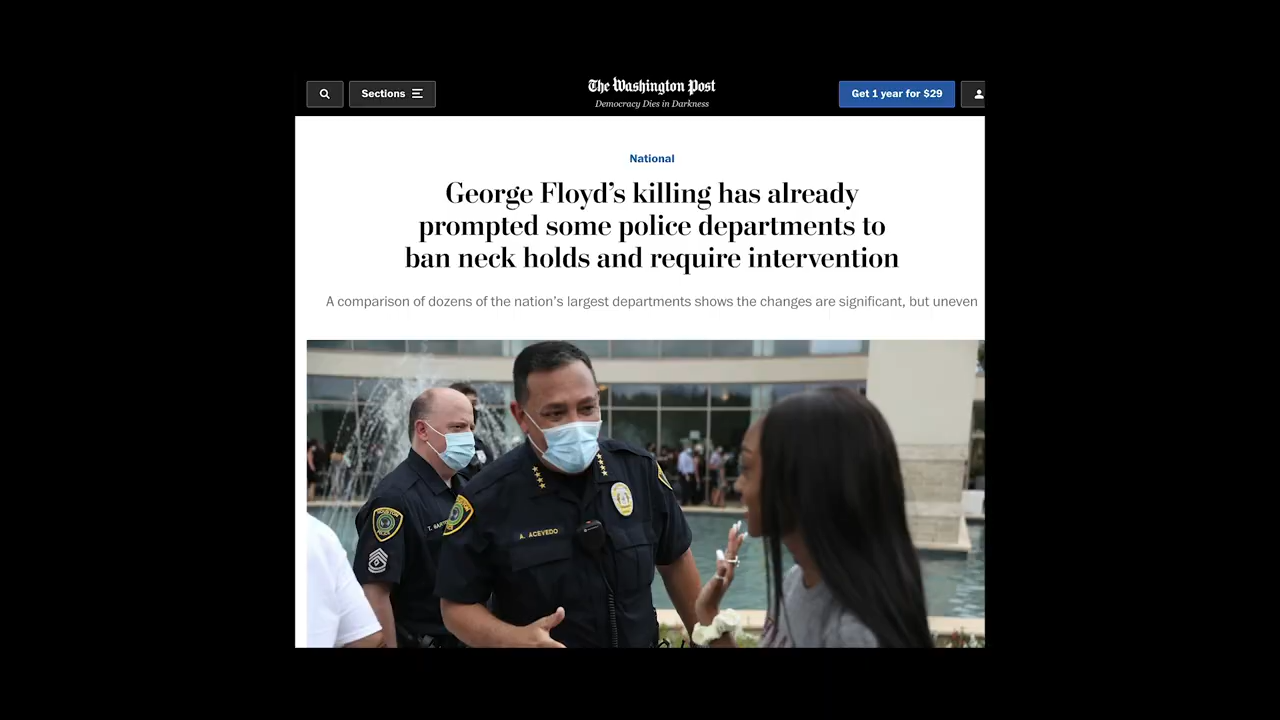 Sections
The Washington Post
Democracy Dies in Darkness
Get 1 year for $29
National
George Floyd’s killing has already
prompted some police departments to
ban neck holds and require intervention
A comparison of dozens of the nation’s largest departments shows the changes are significant, but uneven
HOUSTON
POLICE
A. ACEVEDO